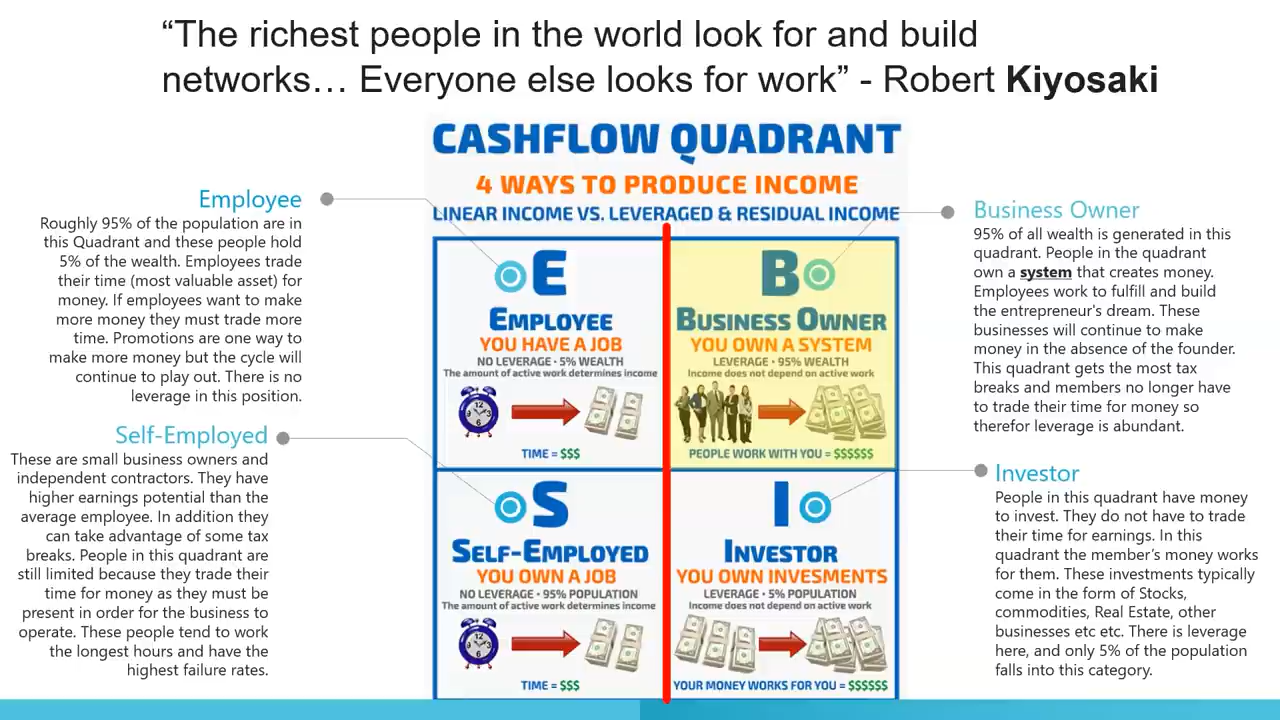 “The richest people in the world look for and build
networks… Everyone else looks for work” - Robert Kiyosaki
CASHFLOW QUADRANT
4 WAYS TO PRODUCE INCOME
LINEAR INCOME VS. LEVERAGED & RESIDUAL INCOME
Employee
Roughly 95% of the population are in
this Quadrant and these people hold
5% of the wealth. Employees trade
their time (most valuable asset) for
money. If employees want to make
more money they must trade more
time. Promotions are one way to
make more money but the cycle will
continue to play out. There is no
leverage in this position.
Self-Employed
These are small business owners and
independent contractors. They have
higher earnings potential than the
average employee. In addition they
can take advantage of some tax
breaks. People in this quadrant are
still limited because they trade their
time for money as they must be
present in order for the business to
operate. These people tend to work
the longest hours and have the
highest failure rates.
E
EMPLOYEE
YOU HAVE A JOB
NO LEVERAGE • 5% WEALTH
The amount of active work determines income
TIME = $$$
B
BUSINESS OWNER
YOU OWN A SYSTEM
LEVERAGE • 95% WEALTH
Income does not depend on active work
PEOPLE WORK WITH YOU = $$$$$$
S
SELF-EMPLOYED
YOU OWN A JOB
NO LEVERAGE • 95% POPULATION
The amount of active work determines income
TIME = $$$
I
INVESTOR
YOU OWN INVESMENTS
LEVERAGE • 5% POPULATION
Income does not depend on active work
YOUR MONEY WORKS FOR YOU = $$$$$$
Business Owner
95% of all wealth is generated in this
quadrant. People in the quadrant
own a system that creates money.
Employees work to fulfill and build
the entrepreneur's dream. These
businesses will continue to make
money in the absence of the founder.
This quadrant gets the most tax
breaks and members no longer have
to trade their time for money so
therefor leverage is abundant.
Investor
People in this quadrant have money
to invest. They do not have to trade
their time for earnings. In this
quadrant the member’s money works
for them. These investments typically
come in the form of Stocks,
commodities, Real Estate, other
businesses etc etc. There is leverage
here, and only 5% of the population
falls into this category.